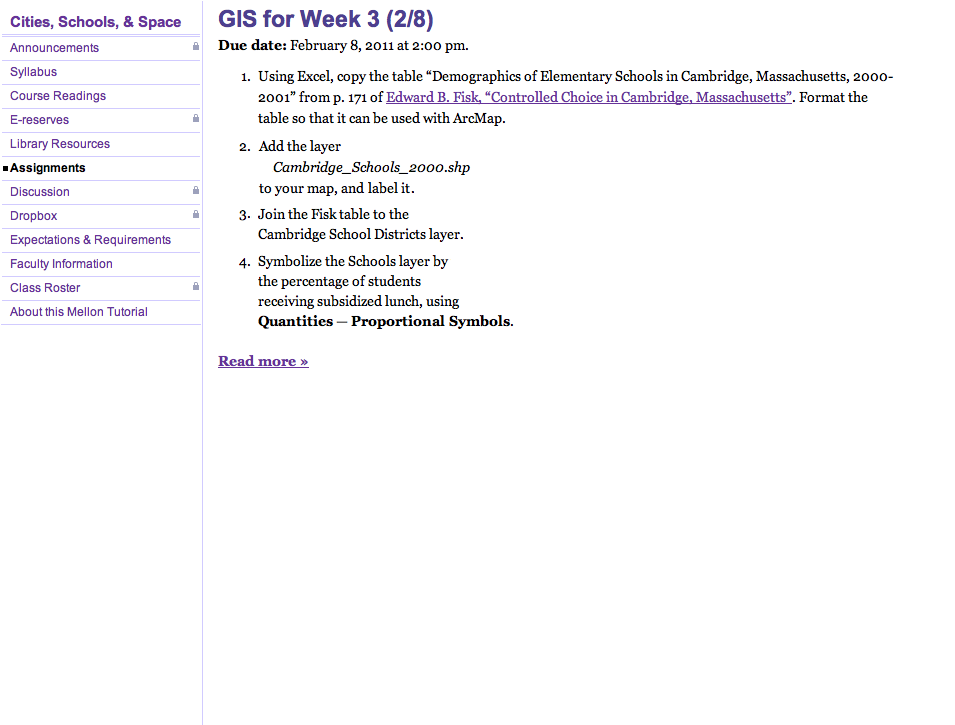 Cities, Schools, & Space
Announcements
Syllabus
Course Readings
E-reserves
Library Resources
Assignments
Discussion
Dropbox
Expectations & Requirements
Faculty Information
Class Roster
About this Mellon Tutorial
GIS for Week 3 (2/8)
Due date: February 8, 2011 at 2:00 pm.
1. Using Excel, copy the table “Demographics of Elementary Schools in Cambridge, Massachusetts, 2000-
2001” from p. 171 of Edward B. Fisk, “Controlled Choice in Cambridge, Massachusetts”. Format the
table so that it can be used with ArcMap.
2. Add the layer
Cambridge_Schools_2000.shp
to your map, and label it.
3. Join the Fisk table to the
Cambridge School Districts layer.
4. Symbolize the Schools layer by
the percentage of students
receiving subsidized lunch, using
Quantities — Proportional Symbols.
Read more »